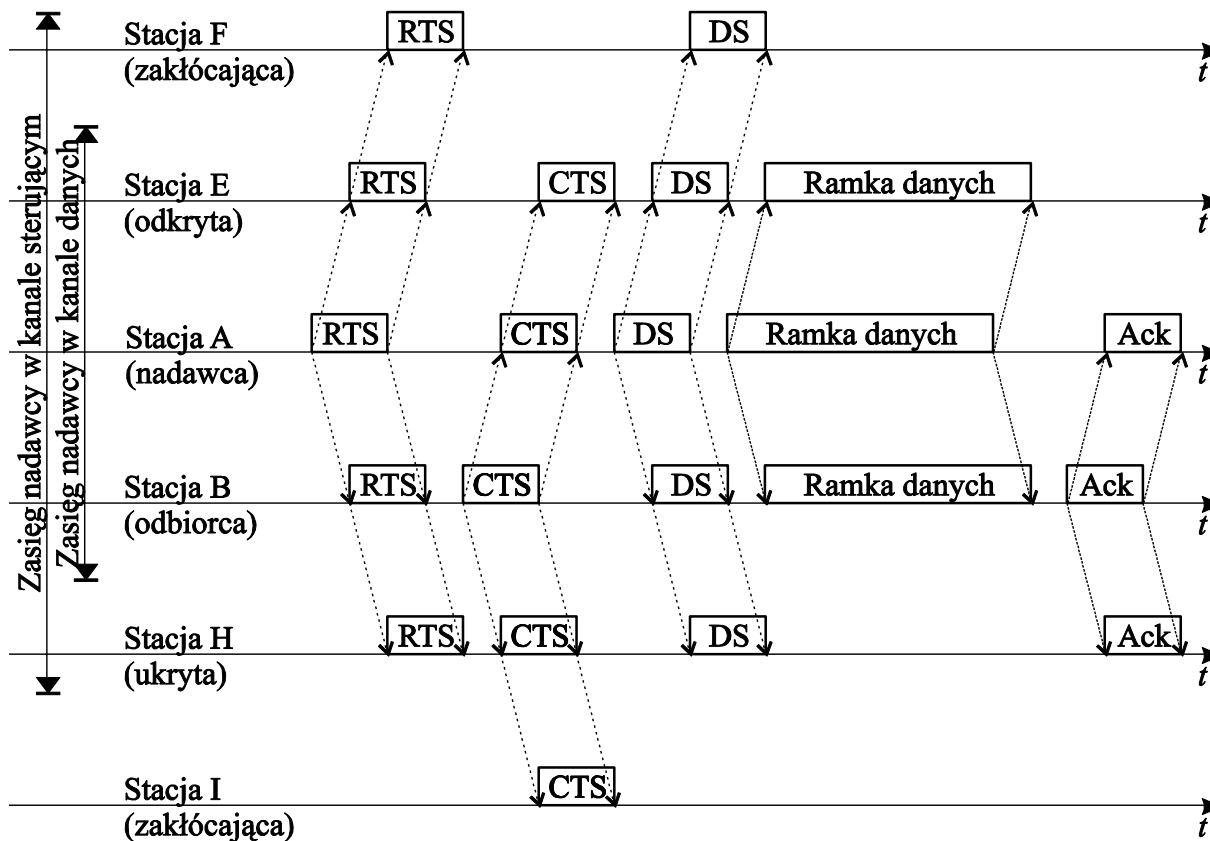 Zasięg nadawcy w kanale sterującym
Zasięg nadawcy w kanale danych
Stacja F
(zakłócająca)
RTS
DS
t
Stacja E
(odkryta)
RTS
CTS
DS
Ramka danych
t
Stacja A
(nadawca)
RTS
CTS
DS
Ramka danych
Ack
t
Stacja B
(odbiorca)
RTS
CTS
DS
Ramka danych
Ack
t
Stacja H
(ukryta)
RTS
CTS
DS
Ack
t
Stacja I
(zakłócająca)
CTS
t